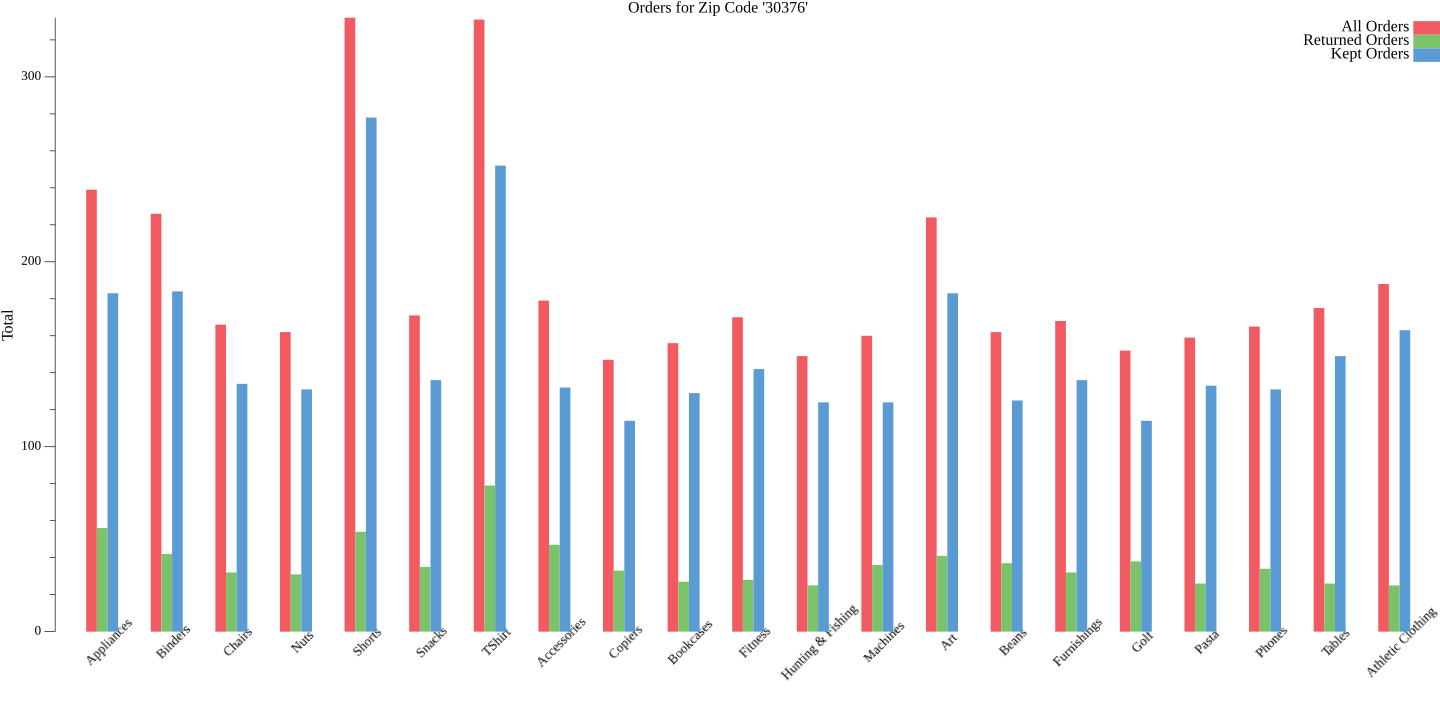 Orders for Zip Code '30376'
All Orders
Returned Orders
Kept Orders
Total
300
200
100
0
Appliances
Binders
Chairs
Nuts
Shorts
Snacks
TShirt
Accessories
Copiers
Bookcases
Fitness
Hunting & Fishing
Machines
Art
Beans
Furnishings
Golf
Pasta
Phones
Tables
Athletic Clothing